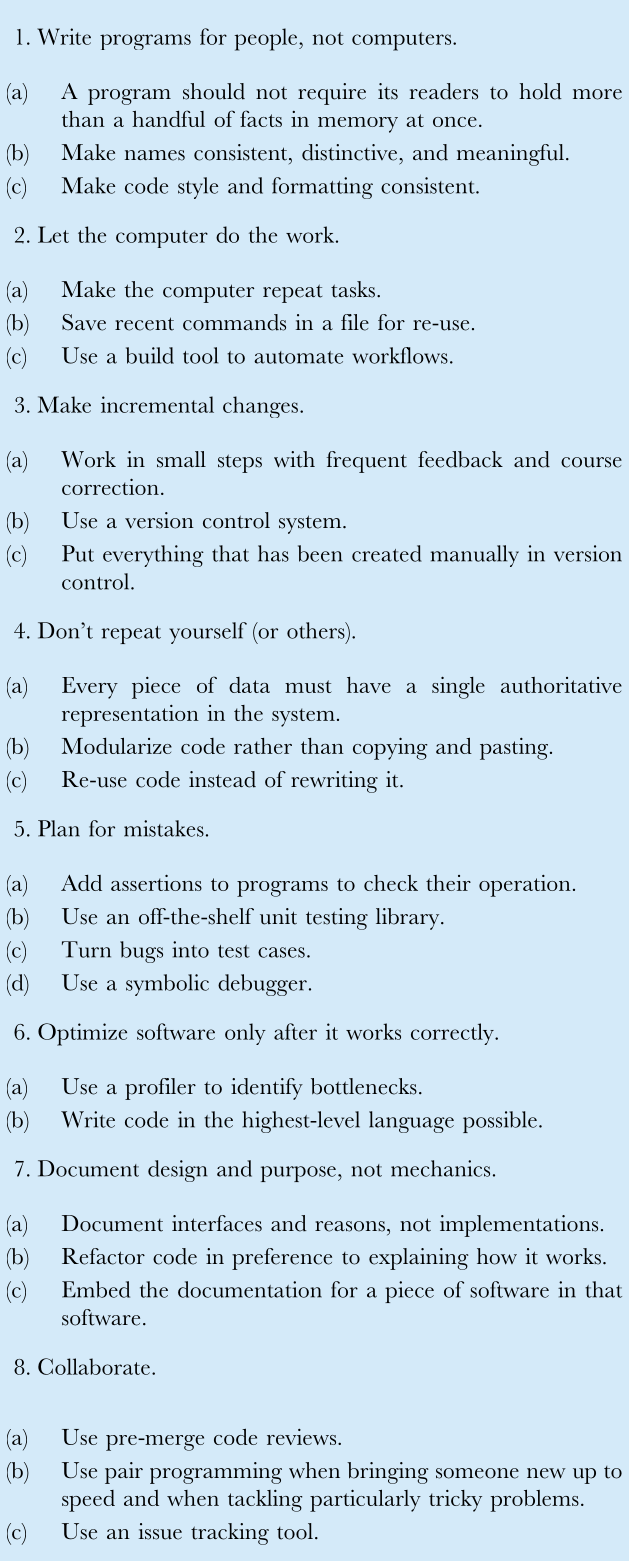 1. Write programs for people, not computers.
(a) A program should not require its readers to hold more
than a handful of facts in memory at once.
(b) Make names consistent, distinctive, and meaningful.
(c) Make code style and formatting consistent.
2. Let the computer do the work.
(a) Make the computer repeat tasks.
(b) Save recent commands in a file for re-use.
(c) Use a build tool to automate workflows.
3. Make incremental changes.
(a) Work in small steps with frequent feedback and course
correction.
(b) Use a version control system.
(c) Put everything that has been created manually in version
control.
4. Don’t repeat yourself (or others).
(a) Every piece of data must have a single authoritative
representation in the system.
(b) Modularize code rather than copying and pasting.
(c) Re-use code instead of rewriting it.
5. Plan for mistakes.
(a) Add assertions to programs to check their operation.
(b) Use an off-the-shelf unit testing library.
(c) Turn bugs into test cases.
(d) Use a symbolic debugger.
6. Optimize software only after it works correctly.
(a) Use a profiler to identify bottlenecks.
(b) Write code in the highest-level language possible.
7. Document design and purpose, not mechanics.
(a) Document interfaces and reasons, not implementations.
(b) Refactor code in preference to explaining how it works.
(c) Embed the documentation for a piece of software in that
software.
8. Collaborate.
(a) Use pre-merge code reviews.
(b) Use pair programming when bringing someone new up to
speed and when tackling particularly tricky problems.
(c) Use an issue tracking tool.